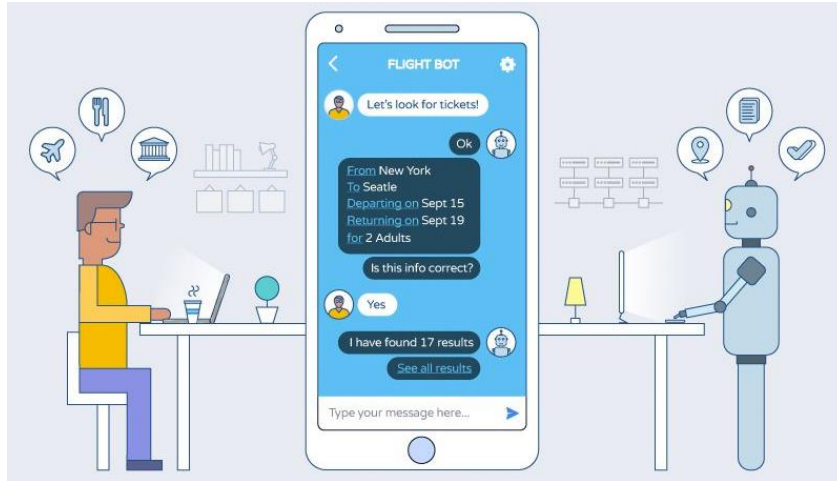 FLIGHT BOT
Let's look for tickets!
Ok
From New York
To Seatle
Departing on Sept 15
Returning on Sept 19
for 2 Adults
Is this info correct?
Yes
I have found 17 results
See all results
Type your message here...